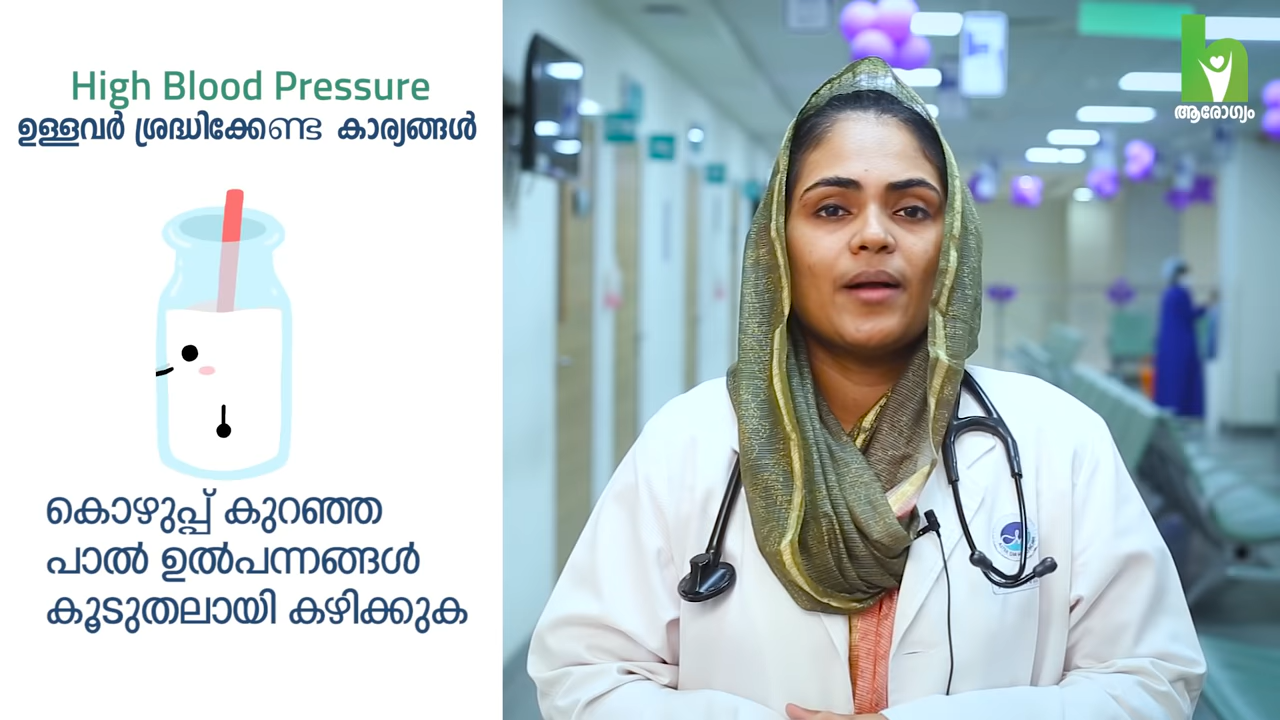 High Blood Pressure
ഉള്ളവർ ശ്രദ്ധിക്കേണ്ട കാര്യങ്ങൾ
കൊഴുപ്പ് കുറഞ്ഞ
പാൽ ഉൽപന്നങ്ങൾ
കൂടുതലായി കഴിക്കുക
ആരോഗ്യം